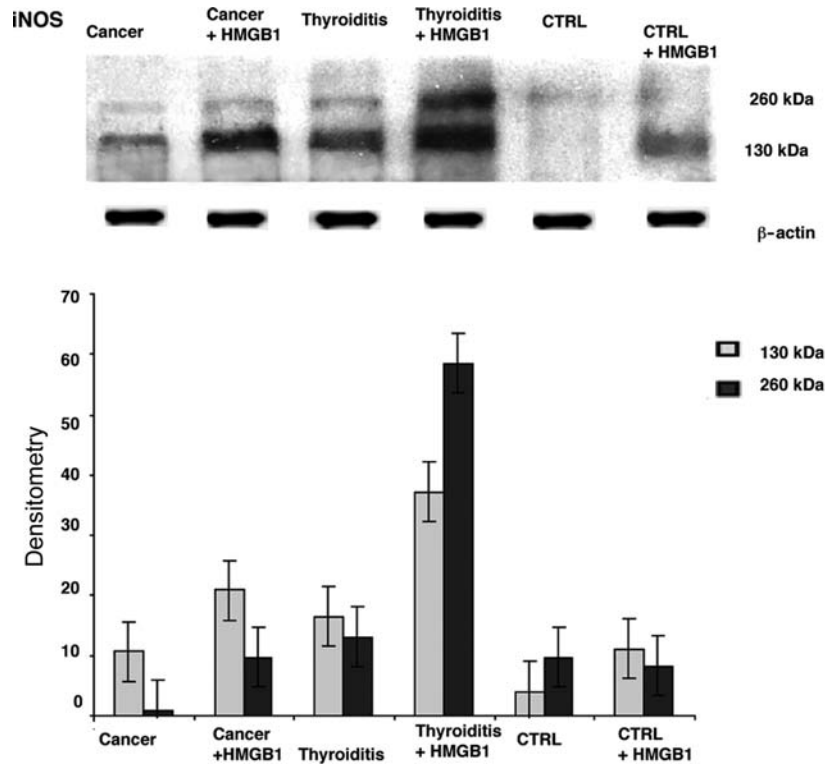 iNOS
Cancer
Cancer
+ HMGB1
Thyroiditis
Thyroiditis
+ HMGB1
CTRL
CTRL
+ HMGB1
260 kDa
130 kDa
β-actin
70
60
50
40
30
20
10
0
Densitometry
130 kDa
260 kDa
Cancer
Cancer
+HMGB1
Thyroiditis
Thyroiditis
+ HMGB1
CTRL
CTRL
+ HMGB1